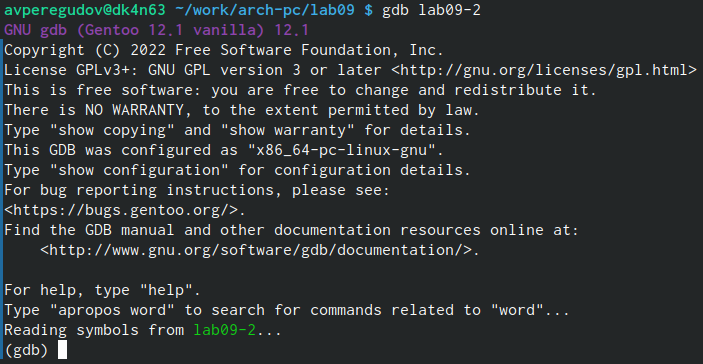 avperegudov@dk4n63 ~/work/arch-pc/lab09 $ gdb lab09-2
GNU gdb (Gentoo 12.1 vanilla) 12.1
Copyright (C) 2022 Free Software Foundation, Inc.
License GPLv3+: GNU GPL version 3 or later <http://gnu.org/licenses/gpl.html>
This is free software: you are free to change and redistribute it.
There is NO WARRANTY, to the extent permitted by law.
Type "show copying" and "show warranty" for details.
This GDB was configured as "x86_64-pc-linux-gnu".
Type "show configuration" for configuration details.
For bug reporting instructions, please see:
<https://bugs.gentoo.org/>.
Find the GDB manual and other documentation resources online at:
    <http://www.gnu.org/software/gdb/documentation/>.

For help, type "help".
Type "apropos word" to search for commands related to "word"...
Reading symbols from lab09-2...
(gdb)